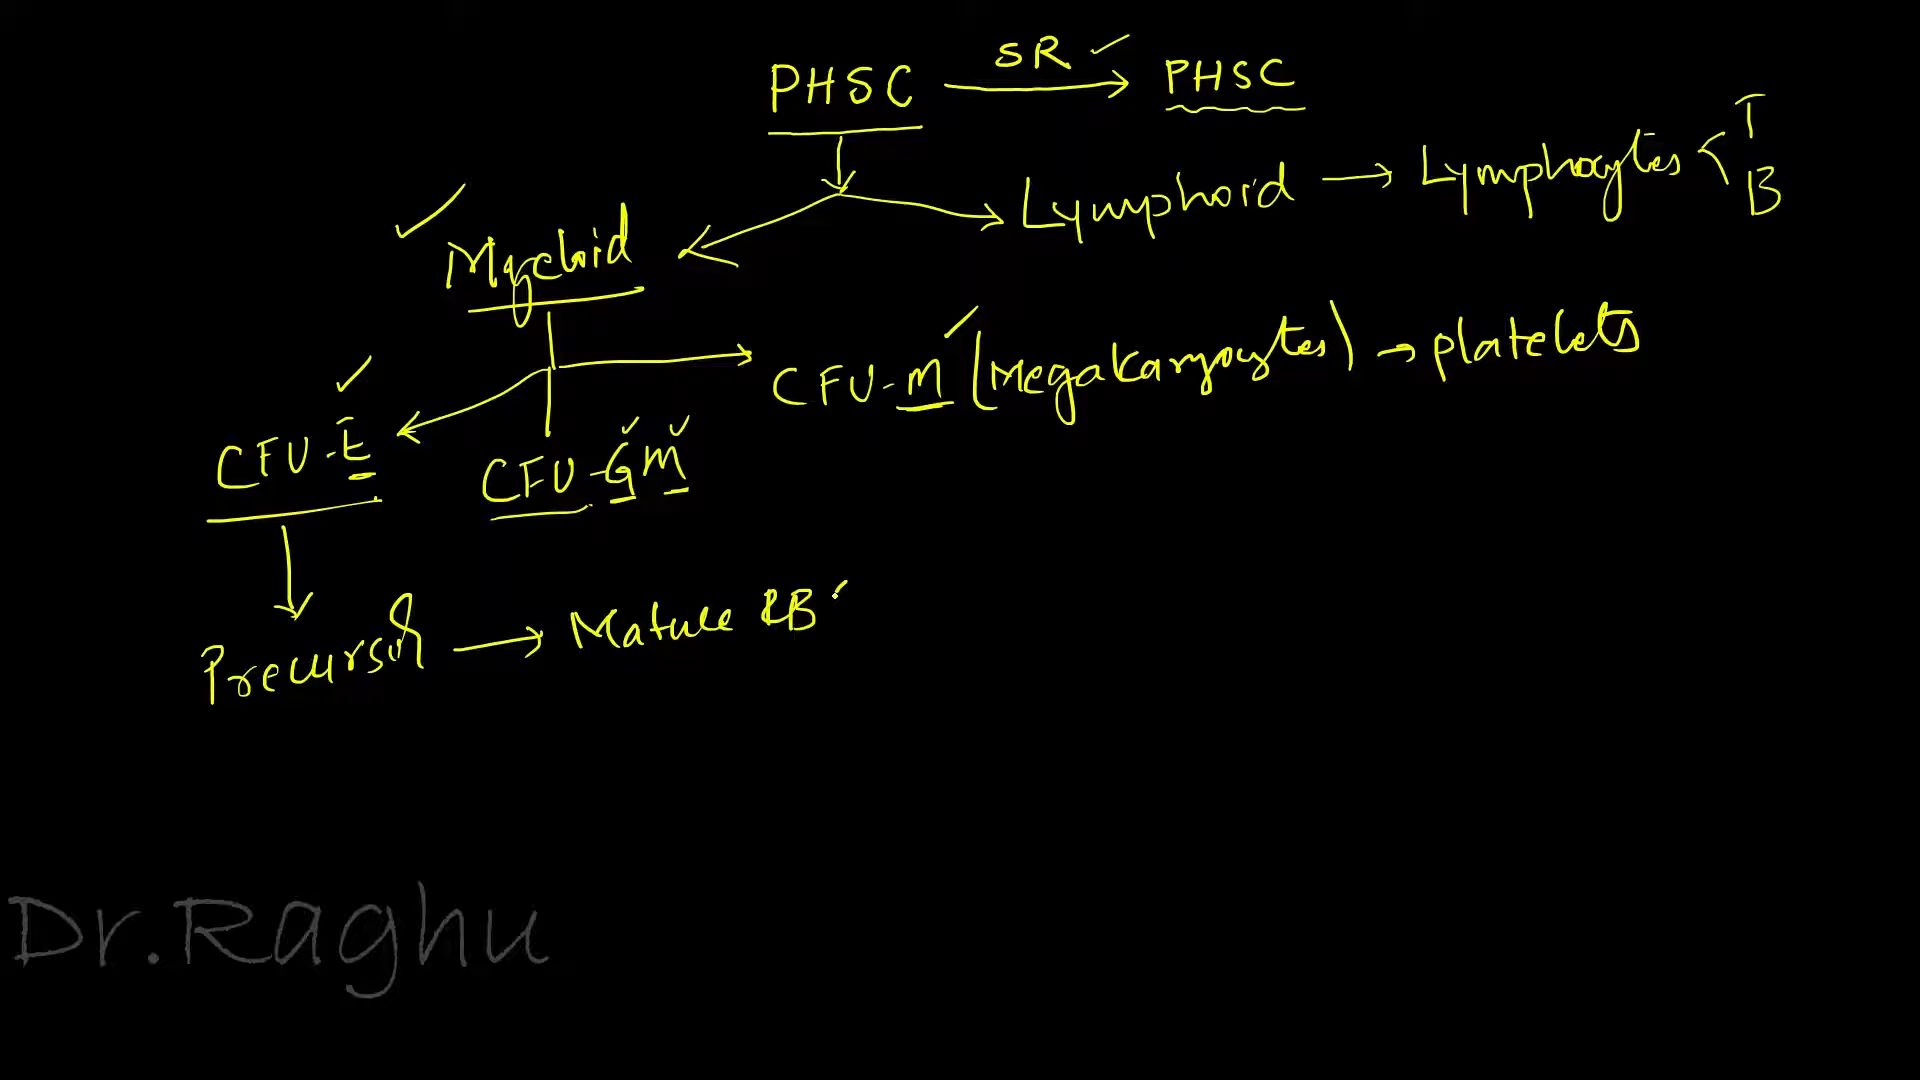 PHSC SR PHSC
Lymphoid → Lymphocytes < T
B
Myeloid
CFU-M (Megakaryocytes) → platelets
CFU-E CFU-GM
Precursor → Mature RB
Dr.Raghu